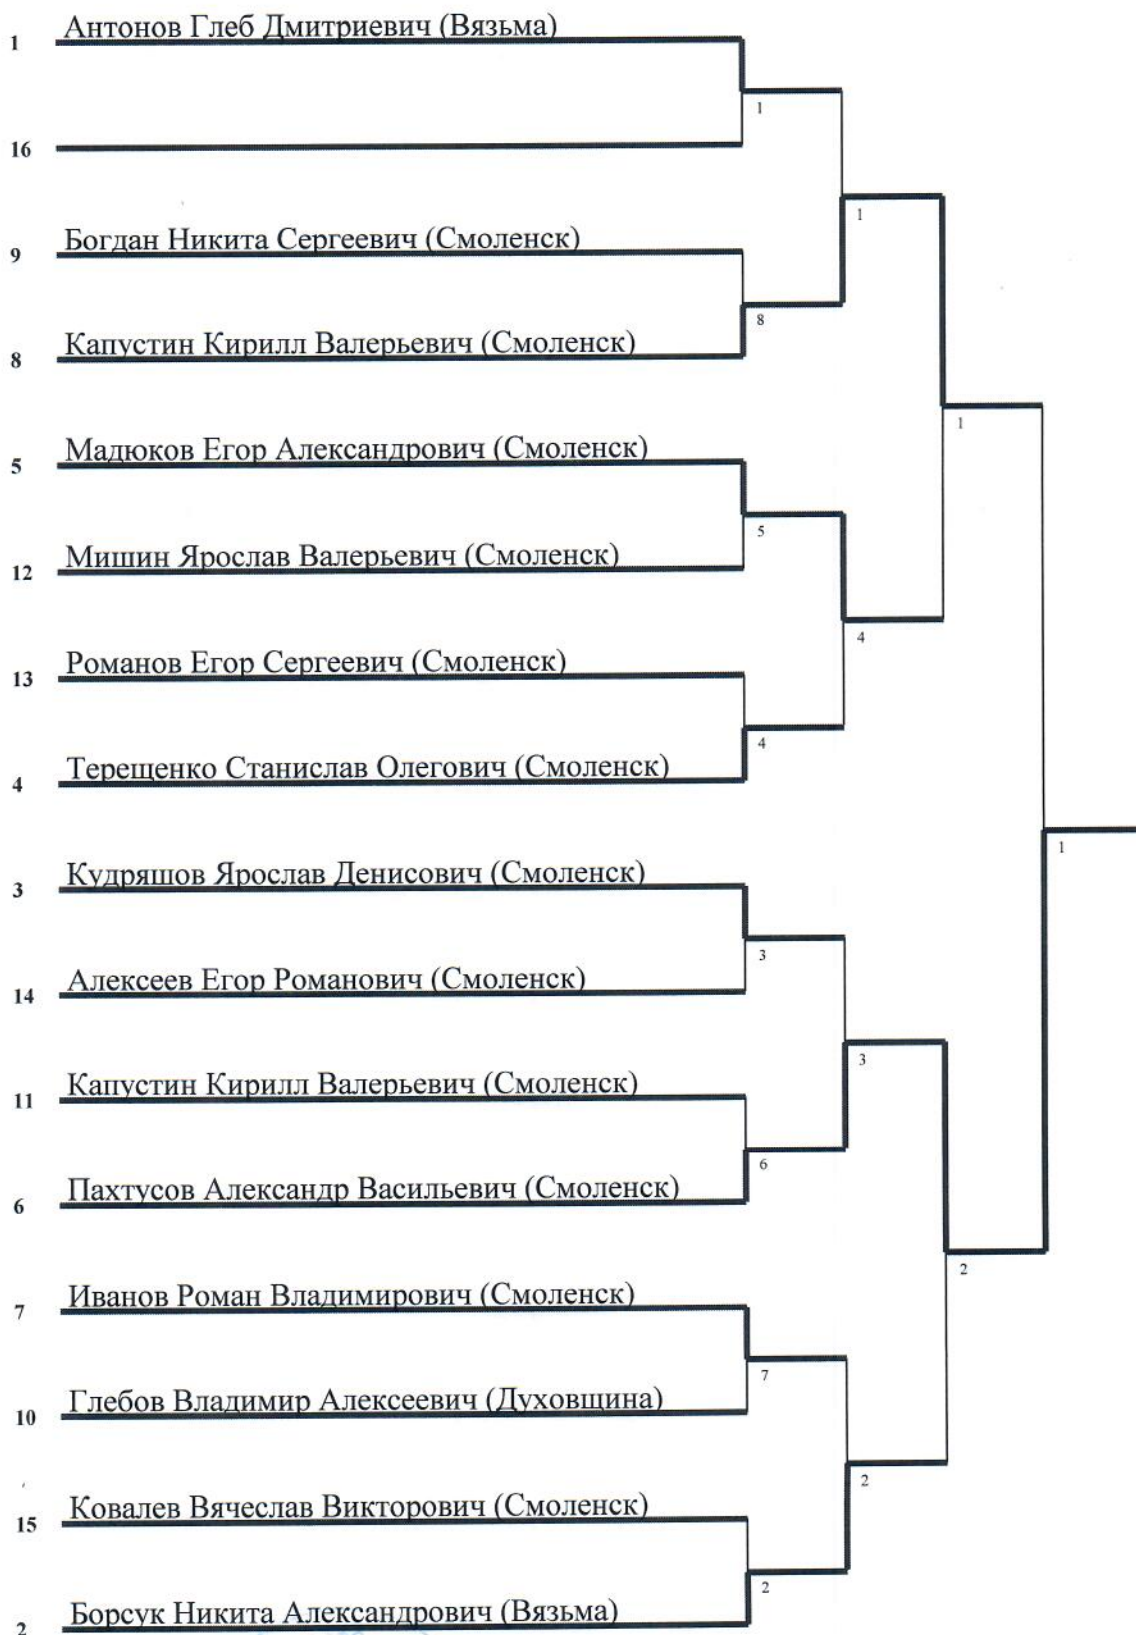 1 Антонов Глеб Дмитриевич (Вязьма)
1
16
1
9 Богдан Никита Сергеевич (Смоленск)
8
8 Капустин Кирилл Валерьевич (Смоленск)
1
5 Мадюков Егор Александрович (Смоленск)
5
12 Мишин Ярослав Валерьевич (Смоленск)
4
13 Романов Егор Сергеевич (Смоленск)
4
4 Терещенко Станислав Олегович (Смоленск)
1
3 Кудряшов Ярослав Денисович (Смоленск)
3
14 Алексеев Егор Романович (Смоленск)
3
11 Капустин Кирилл Валерьевич (Смоленск)
6
6 Пахтусов Александр Васильевич (Смоленск)
2
7 Иванов Роман Владимирович (Смоленск)
7
10 Глебов Владимир Алексеевич (Духовщина)
2
15 Ковалев Вячеслав Викторович (Смоленск)
2
2 Борсук Никита Александрович (Вязьма)